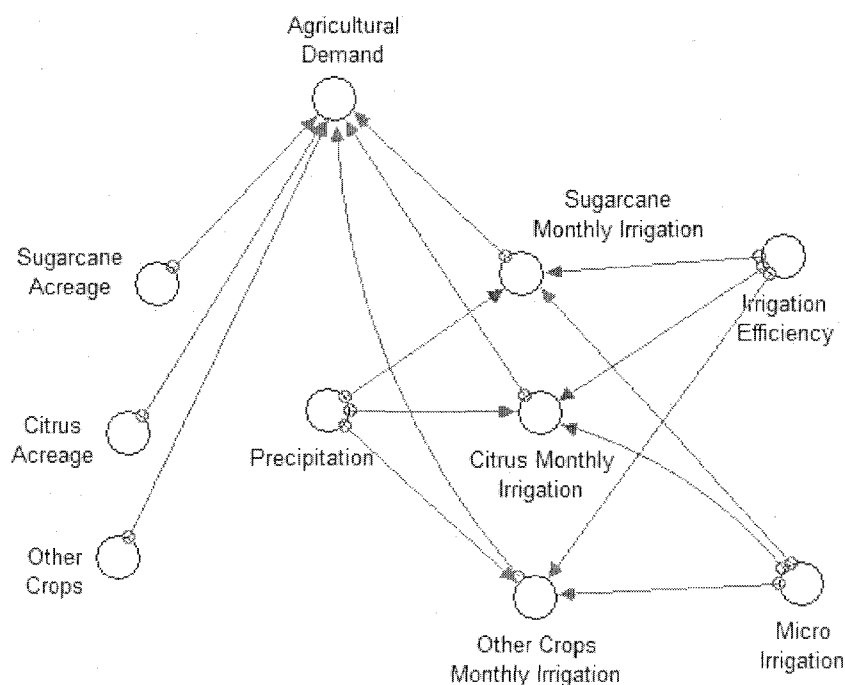 Agricultural
Demand
Sugarcane
Monthly Irrigation
Sugarcane
Acreage
Irrigation
Efficiency
Citrus
Acreage
Precipitation
Citrus Monthly
Irrigation
Other
Crops
Other Crops
Monthly Irrigation
Micro
Irrigation